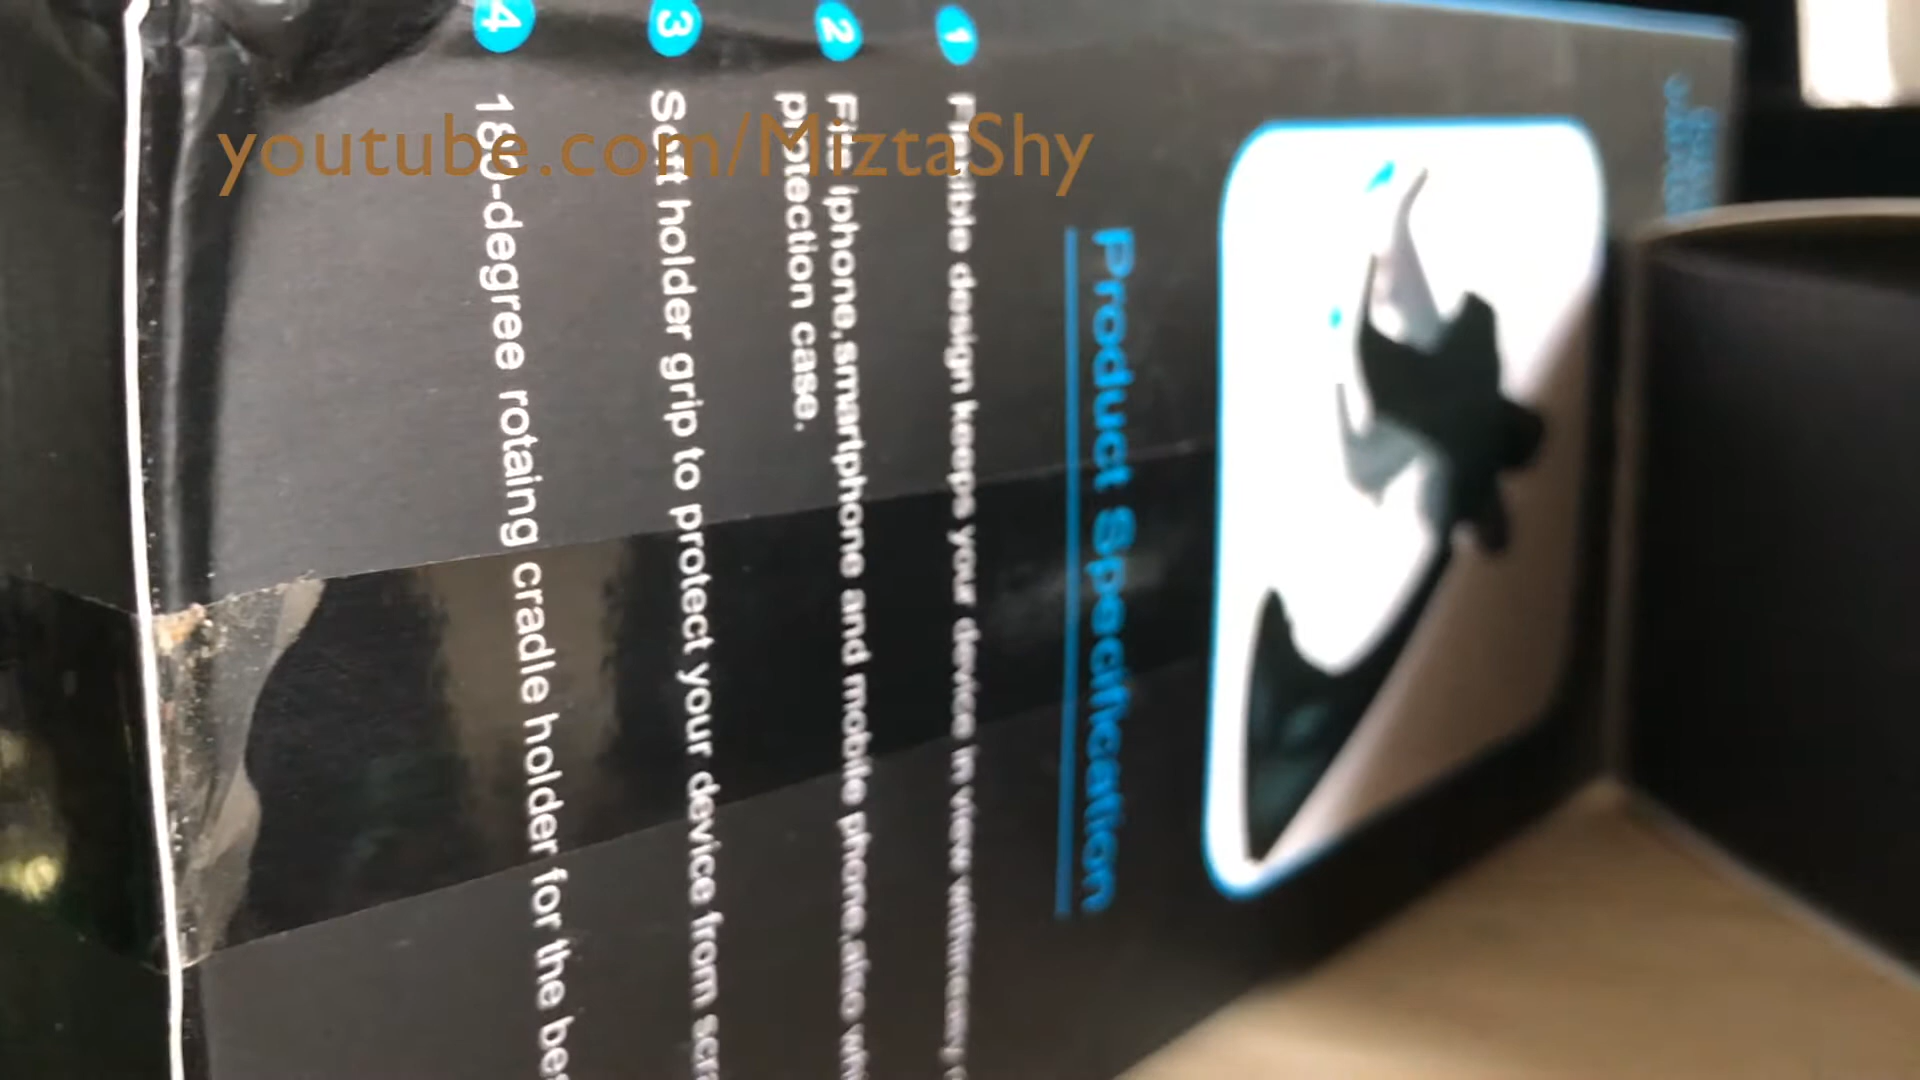 youtube.com/MiztaShy
Product Specification
1 Flexible design keeps your device in view without
2 Fits iphone,smartphone and mobile phone,also
protection case.
3 Soft holder grip to protect your device from
4 180-degree rotaing cradle holder for the